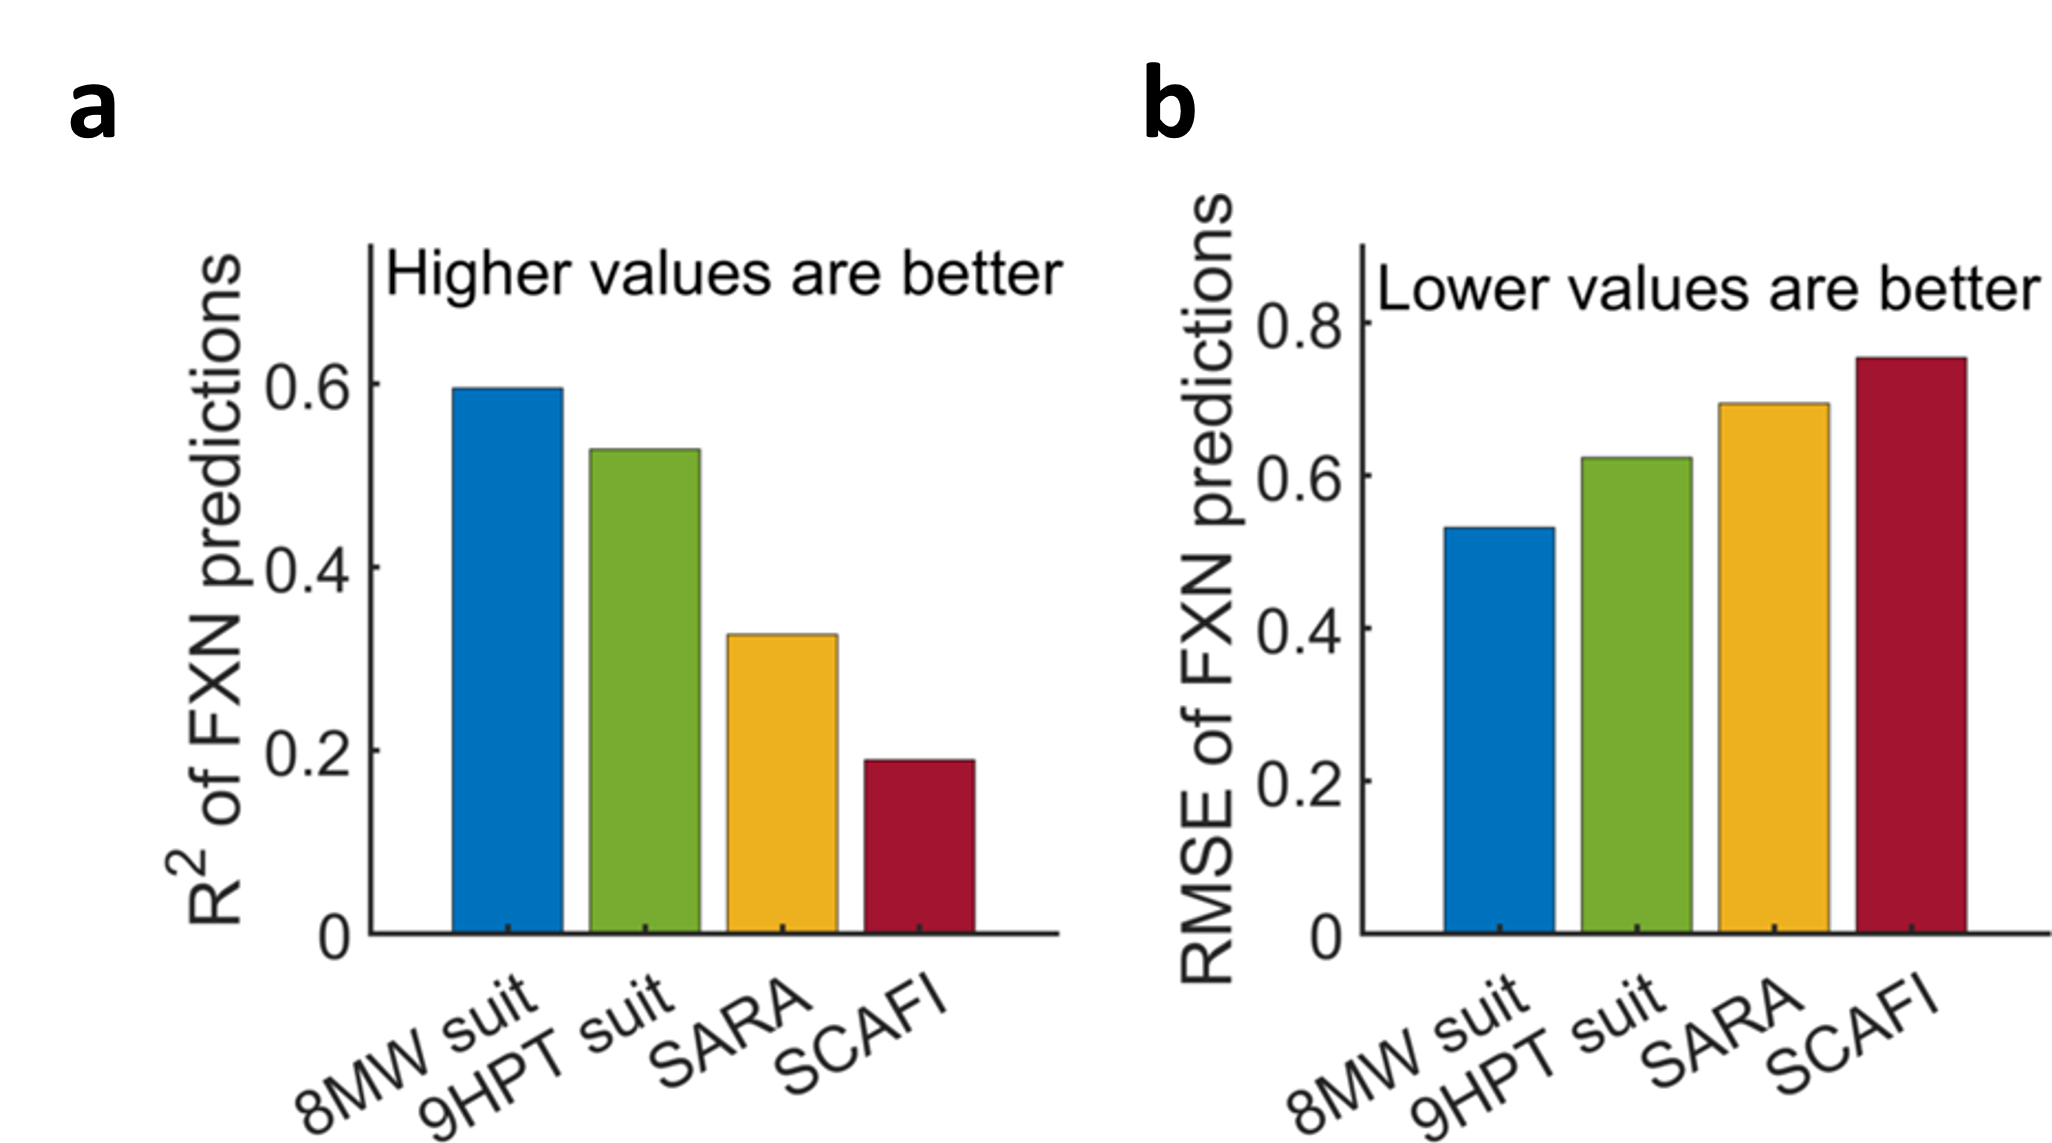 a
Higher values are better
R² of FXN predictions
0.6
0.4
0.2
0
8MW suit
9HPT suit
SARA
SCAFI
b
Lower values are better
RMSE of FXN predictions
0.8
0.6
0.4
0.2
0
8MW suit
9HPT suit
SARA
SCAFI